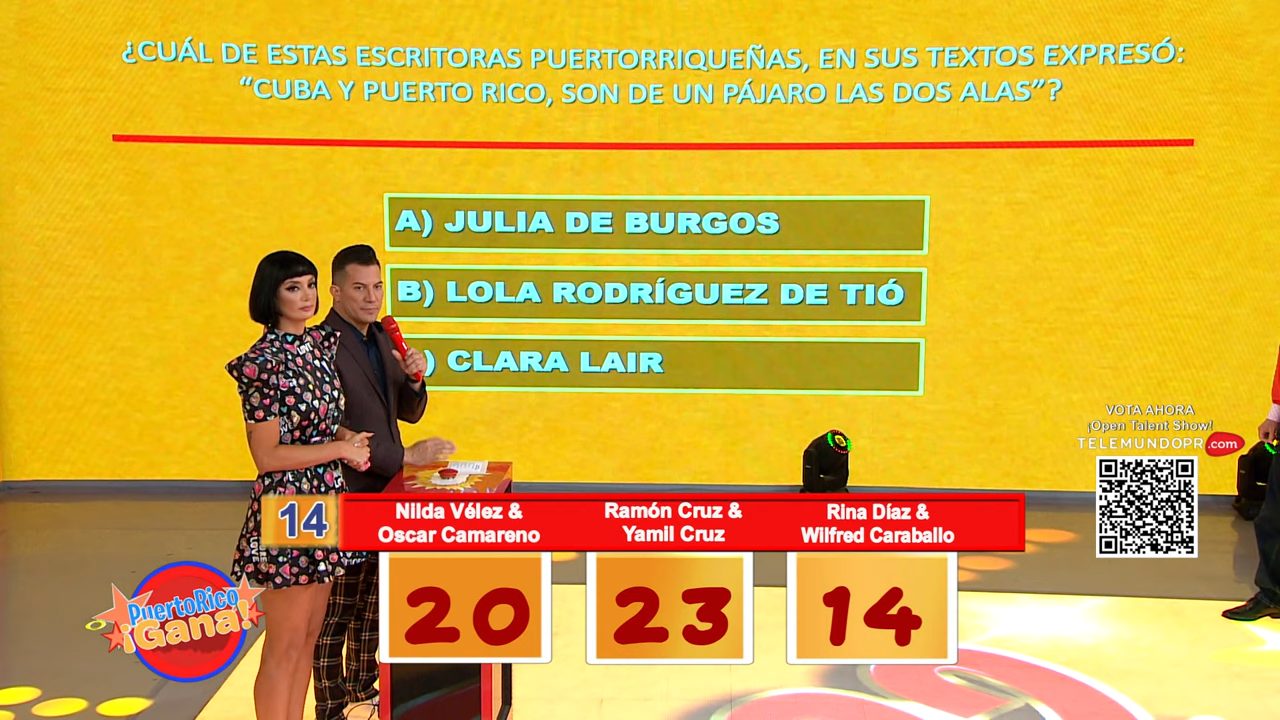 ¿CUÁL DE ESTAS ESCRITORAS PUERTORRIQUEÑAS, EN SUS TEXTOS EXPRESÓ:
“CUBA Y PUERTO RICO, SON DE UN PÁJARO LAS DOS ALAS”?
A) JULIA DE BURGOS
B) LOLA RODRÍGUEZ DE TIÓ
) CLARA LAIR
VOTA AHORA
¡Open Talent Show!
TELEMUNDOPR.com
14
Nilda Vélez &
Oscar Camareno
Ramón Cruz &
Yamil Cruz
Rina Díaz &
Wilfred Caraballo
20
23
14
PuertoRico
¡Gana!
LOVE